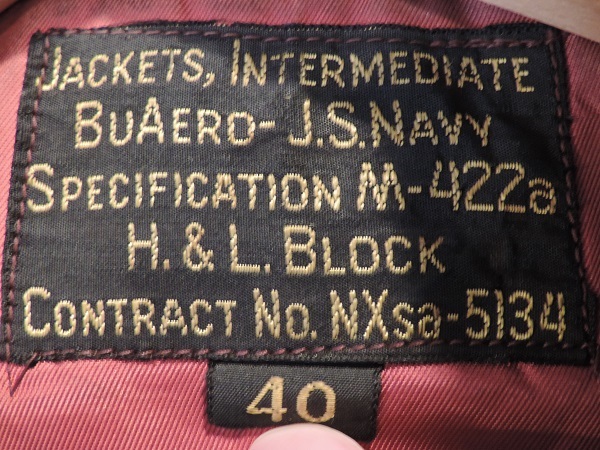 JACKETS, INTERMEDIATE
BUAERO-J.S.NAVY
SPECIFICATION M-422a
H. & L. BLOCK
CONTRACT No. NXsa-5134
40